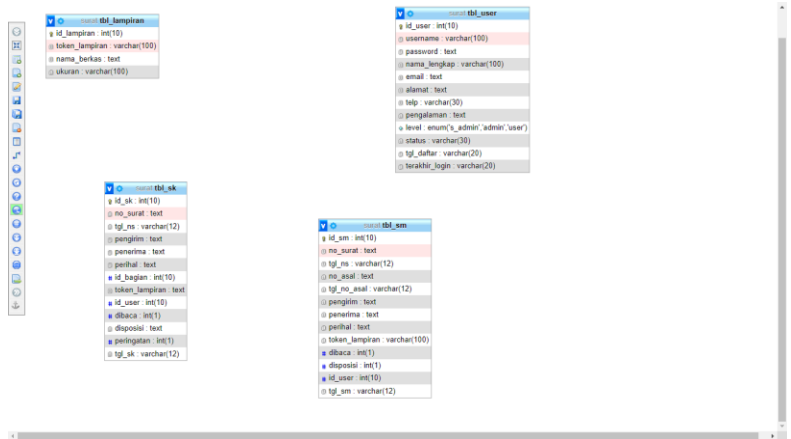 surat tbl_lampiran
id_lampiran : int(10)
token_lampiran : varchar(100)
nama_berkas : text
ukuran : varchar(100)
surat tbl_user
id_user : int(10)
username : varchar(100)
password : text
nama_lengkap : varchar(100)
email : text
alamat : text
telp : varchar(30)
pengalaman : text
level : enum('s_admin','admin','user')
status : varchar(30)
tgl_daftar : varchar(20)
terakhir_login : varchar(20)
surat tbl_sk
id_sk : int(10)
no_surat : text
tgl_ns : varchar(12)
pengirim : text
penerima : text
perihal : text
id_bagian : int(10)
token_lampiran : text
id_user : int(10)
dibaca : int(1)
disposisi : text
peringatan : int(1)
tgl_sk : varchar(12)
surat tbl_sm
id_sm : int(10)
no_surat : text
tgl_ns : varchar(12)
no_asal : text
tgl_no_asal : varchar(12)
pengirim : text
penerima : text
perihal : text
token_lampiran : varchar(100)
dibaca : int(1)
disposisi : int(1)
id_user : int(10)
tgl_sm : varchar(12)